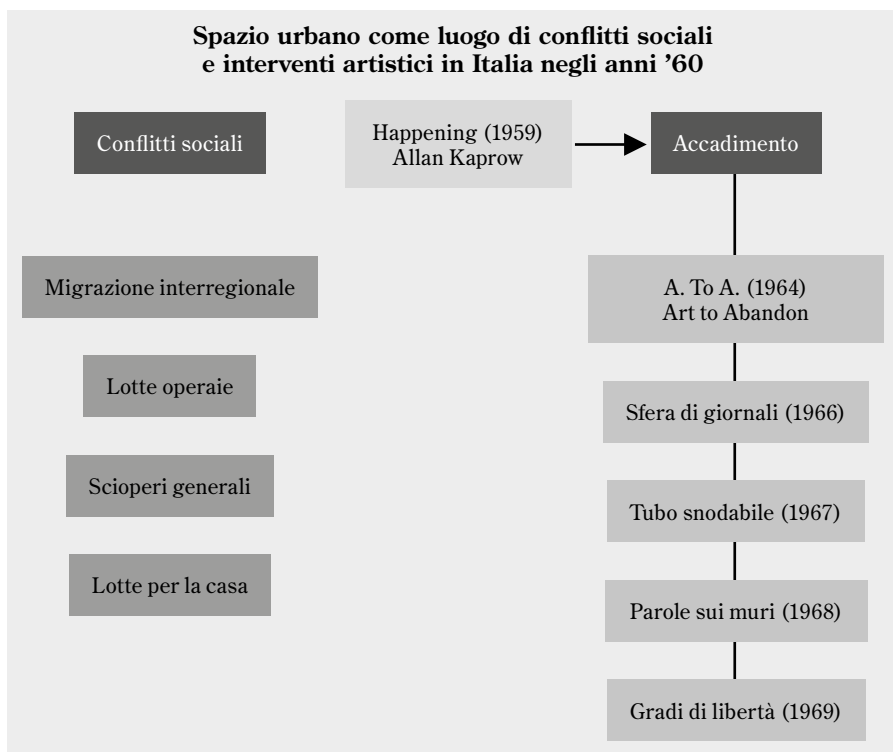 Spazio urbano come luogo di conflitti sociali
e interventi artistici in Italia negli anni ’60
Conflitti sociali
Happening (1959)
Allan Kaprow
Accadimento
Migrazione interregionale
A. To A. (1964)
Art to Abandon
Lotte operaie
Sfera di giornali (1966)
Scioperi generali
Tubo snodabile (1967)
Lotte per la casa
Parole sui muri (1968)
Gradi di libertà (1969)